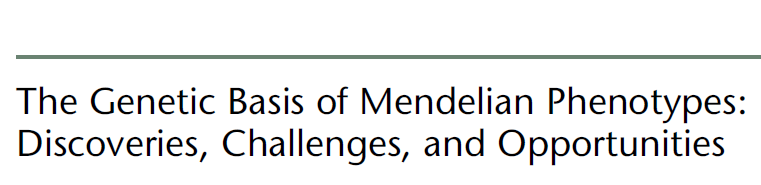 The Genetic Basis of Mendelian Phenotypes:
Discoveries, Challenges, and Opportunities